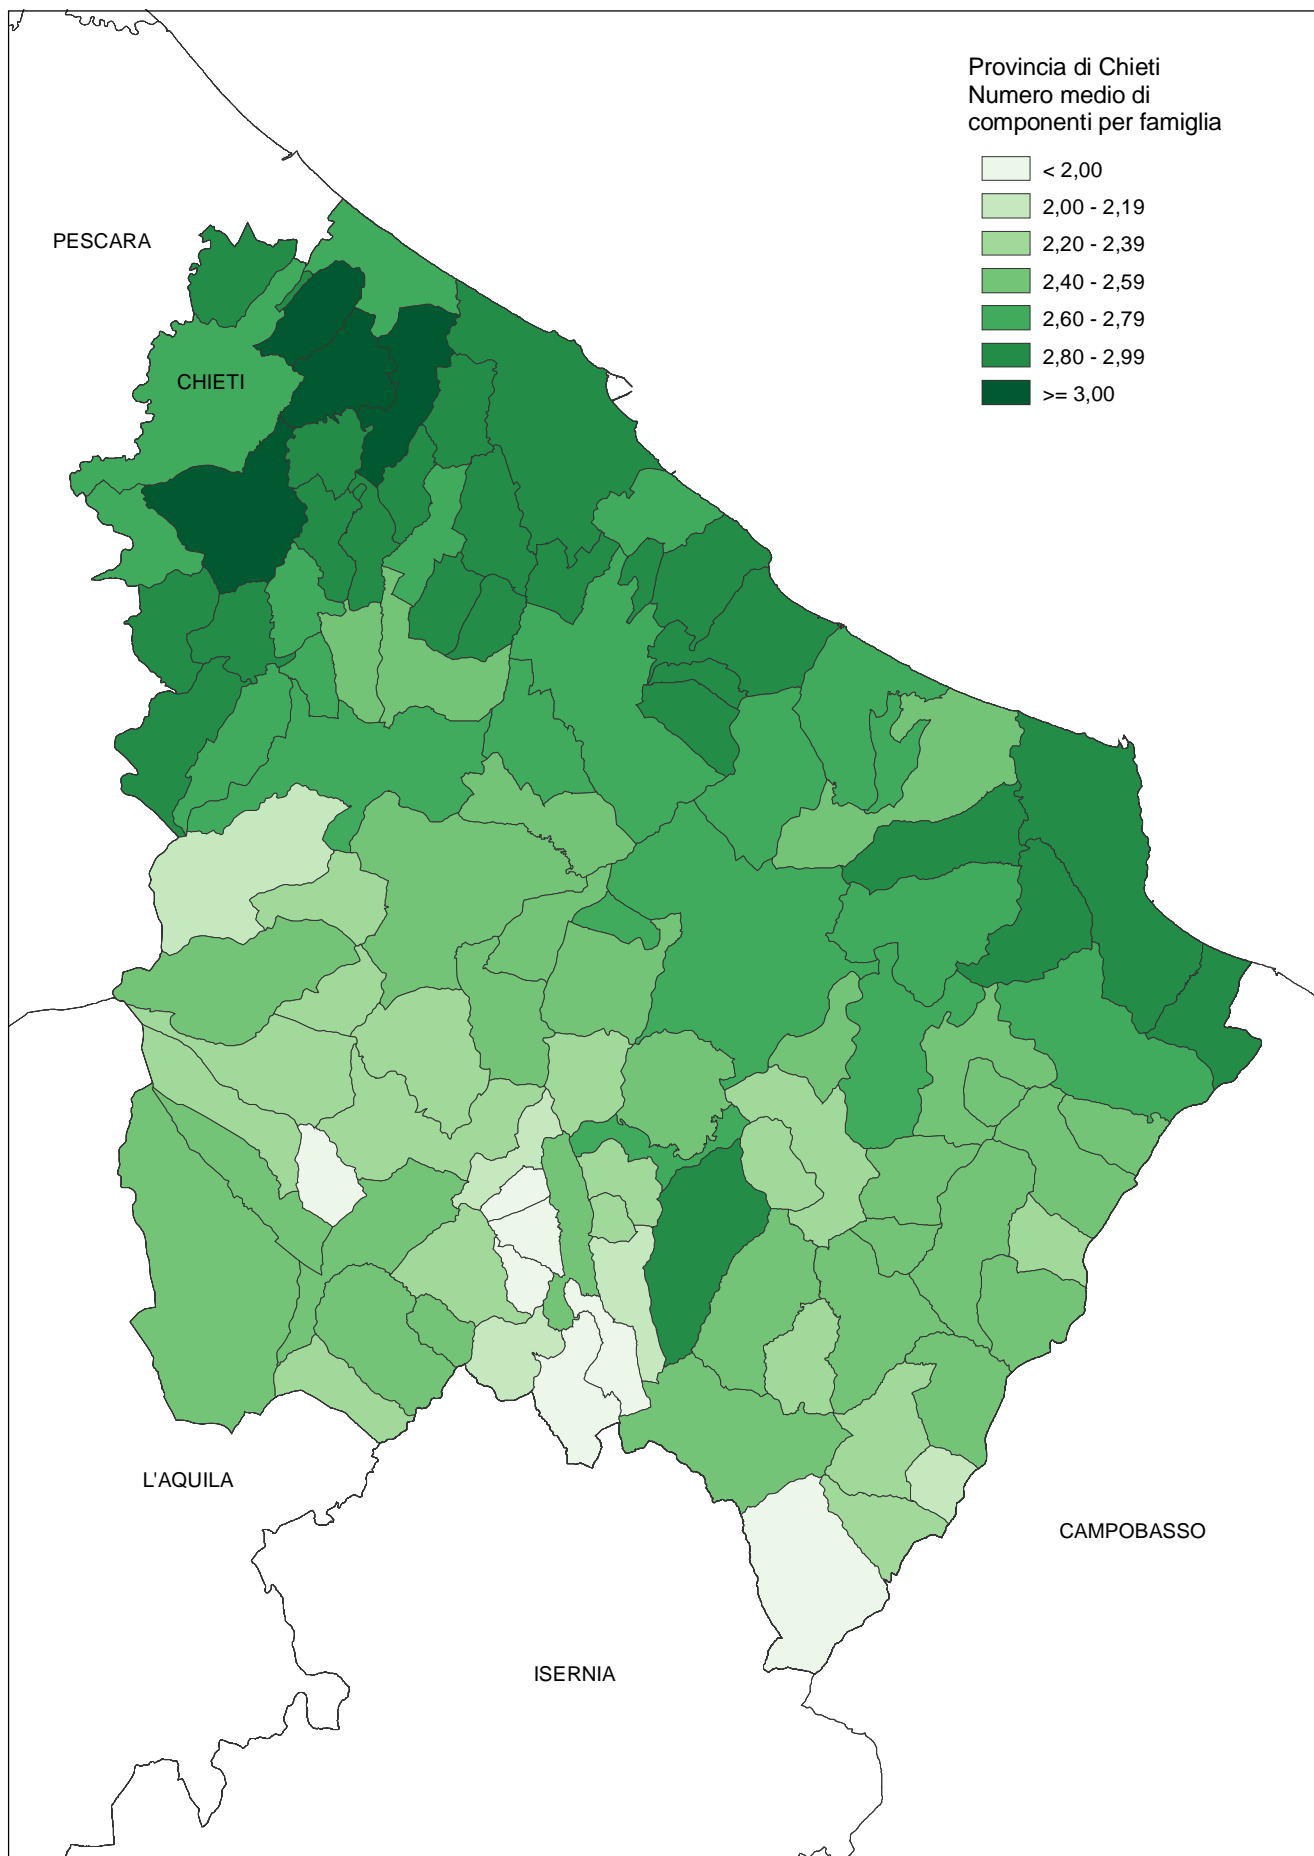 Provincia di Chieti
Numero medio di
componenti per famiglia
< 2,00
2,00 - 2,19
2,20 - 2,39
2,40 - 2,59
2,60 - 2,79
2,80 - 2,99
>= 3,00
PESCARA
CHIETI
L'AQUILA
CAMPOBASSO
ISERNIA